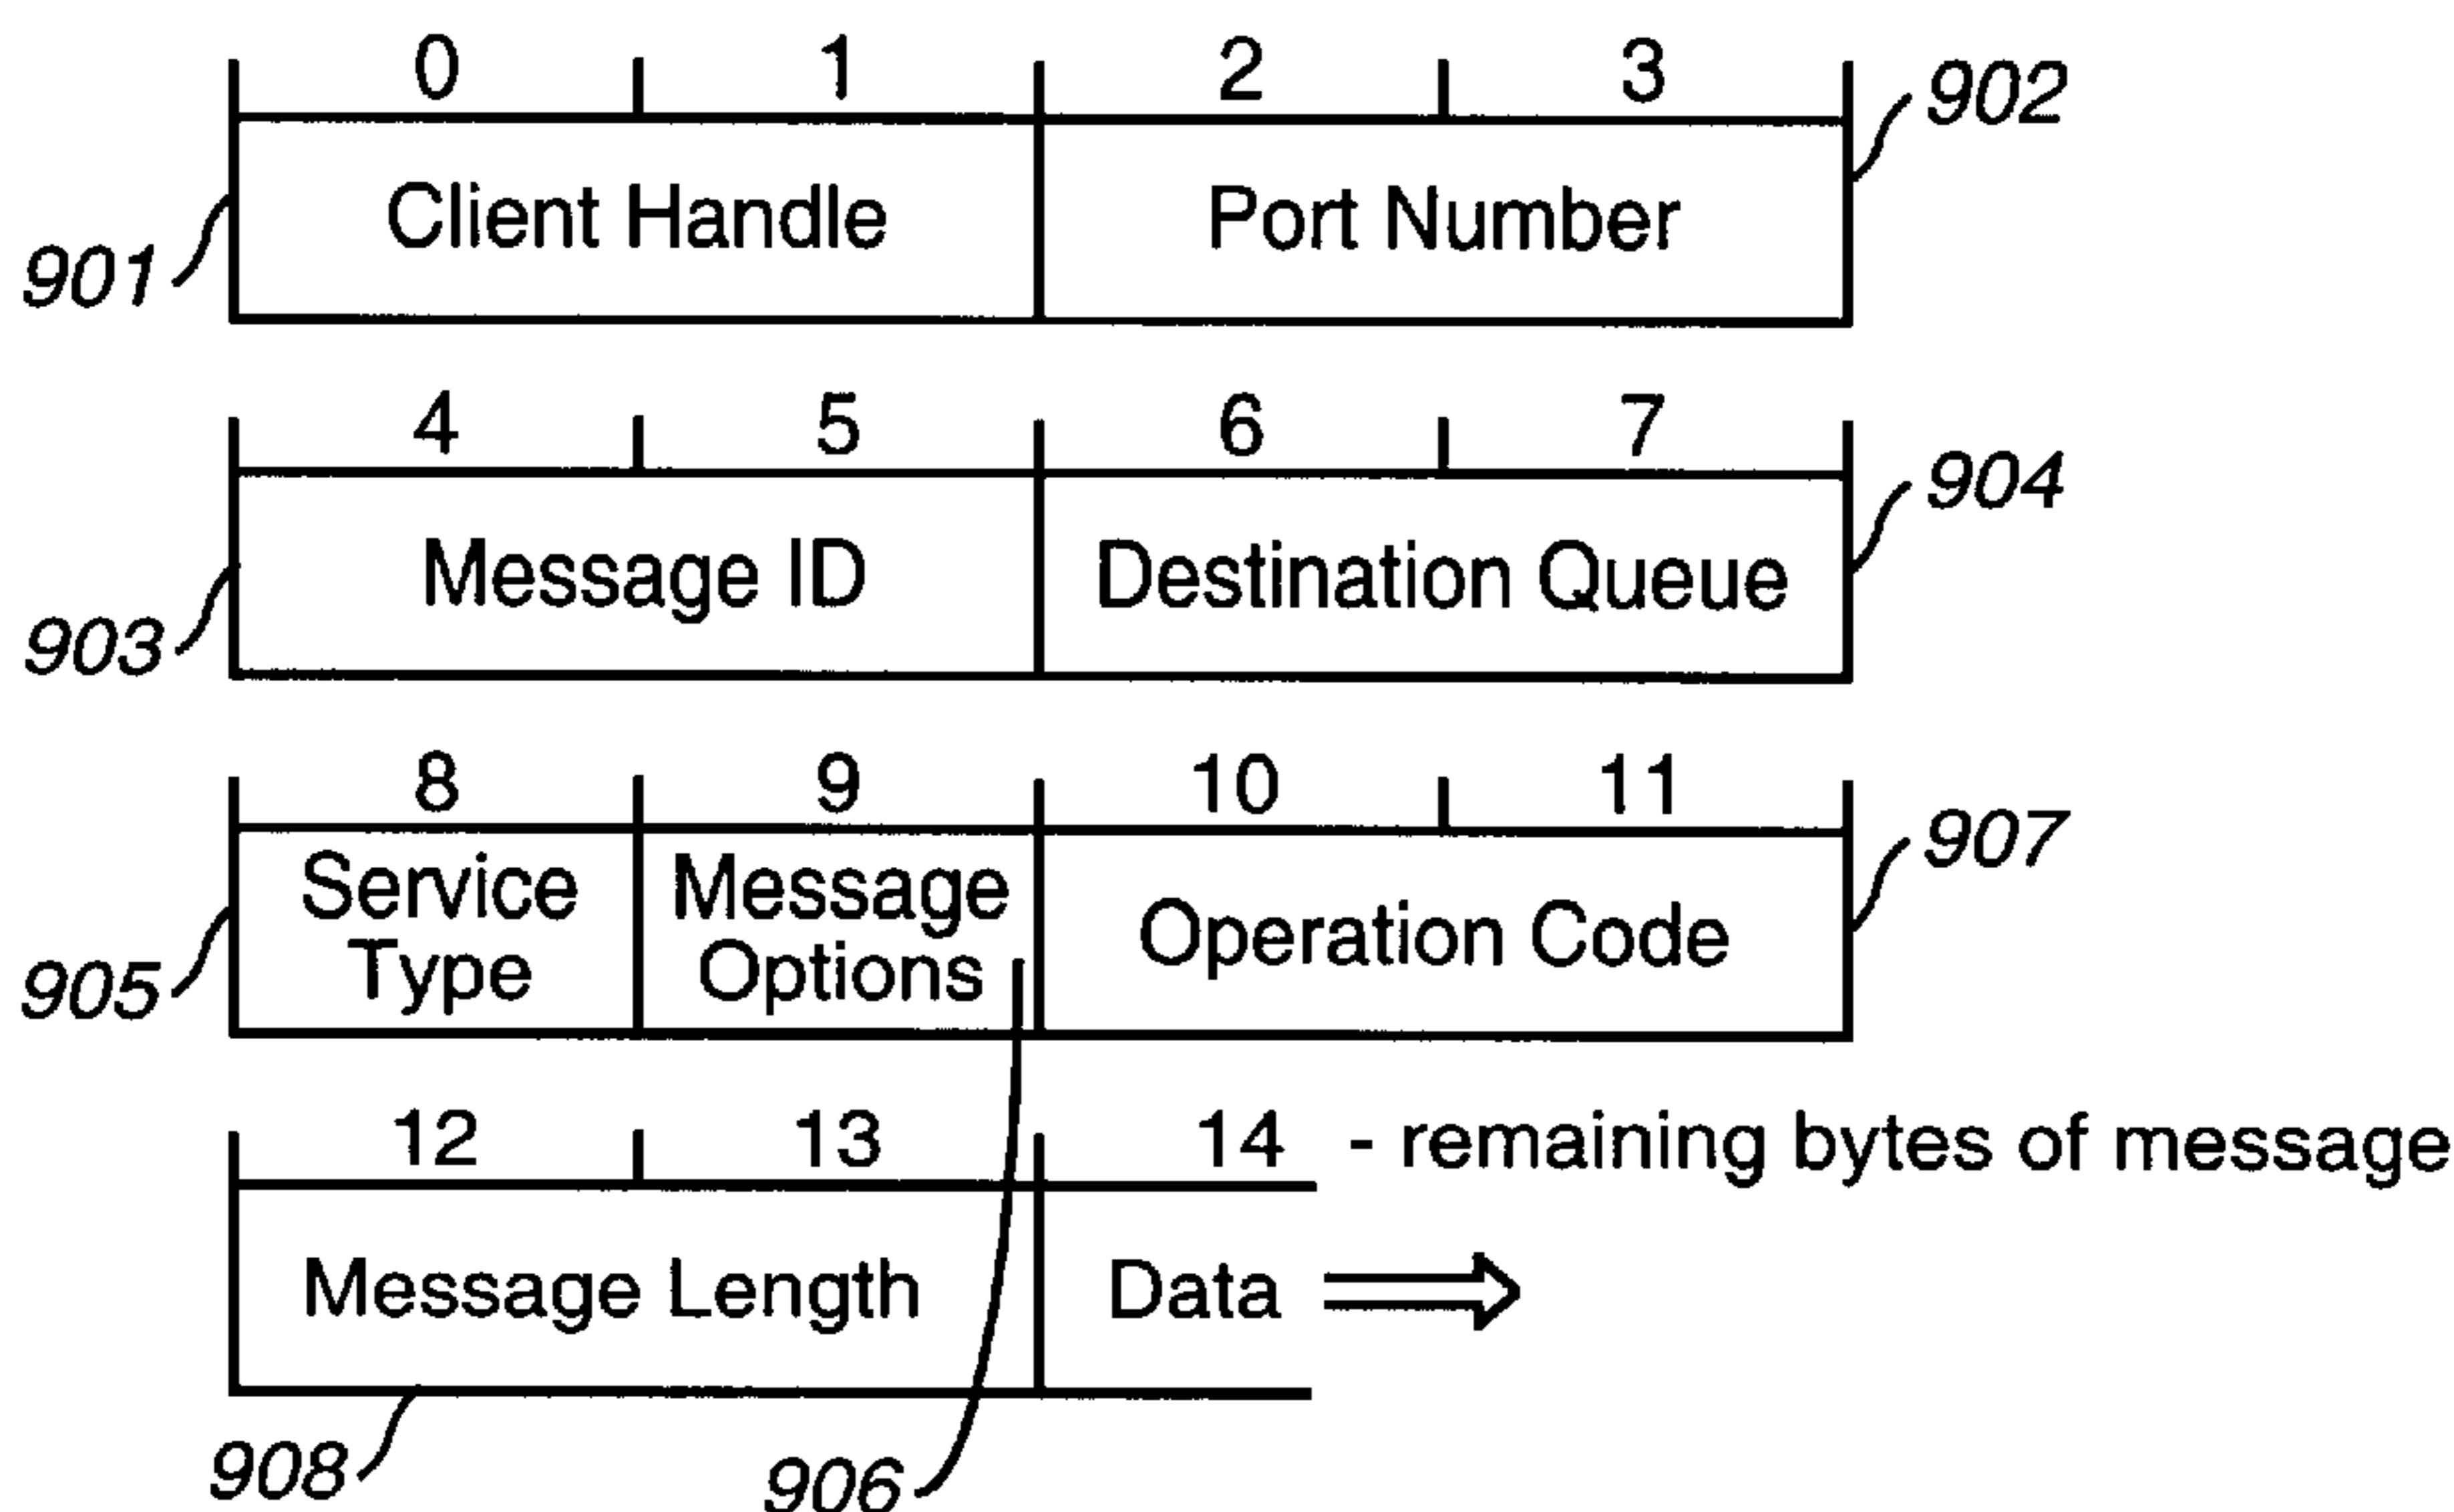 0 1 2 3 902
901 Client Handle Port Number
4 5 6 7 904
903 Message ID Destination Queue
8 9 10 11 907
905 Service Type Message Options Operation Code
12 13 14 - remaining bytes of message
Message Length Data
908 906